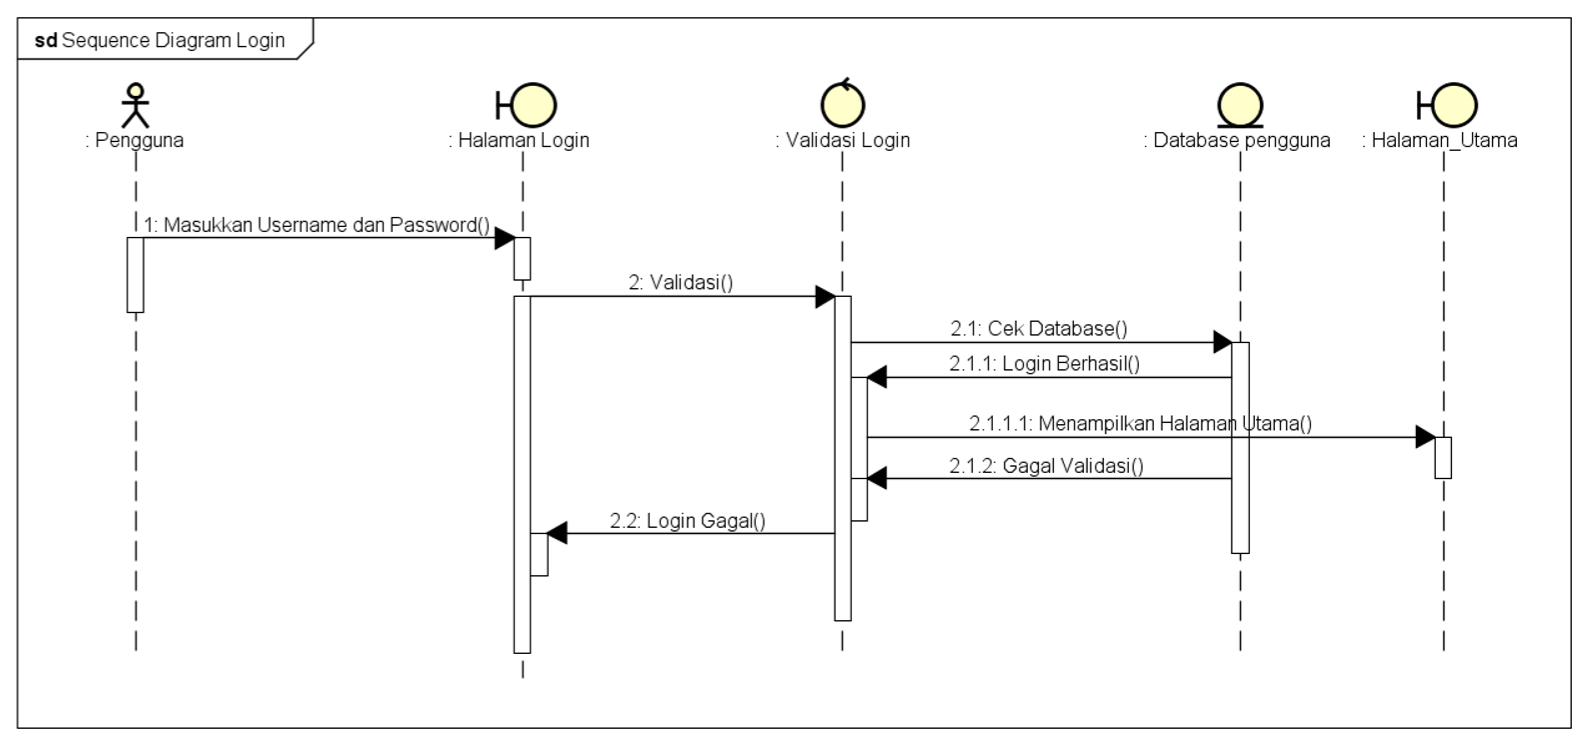 sd Sequence Diagram Login
: Pengguna
: Halaman Login
: Validasi Login
: Database pengguna
: Halaman_Utama
1: Masukkan Username dan Password()
2: Validasi()
2.1: Cek Database()
2.1.1: Login Berhasil()
2.1.1.1: Menampilkan Halaman Utama()
2.1.2: Gagal Validasi()
2.2: Login Gagal()